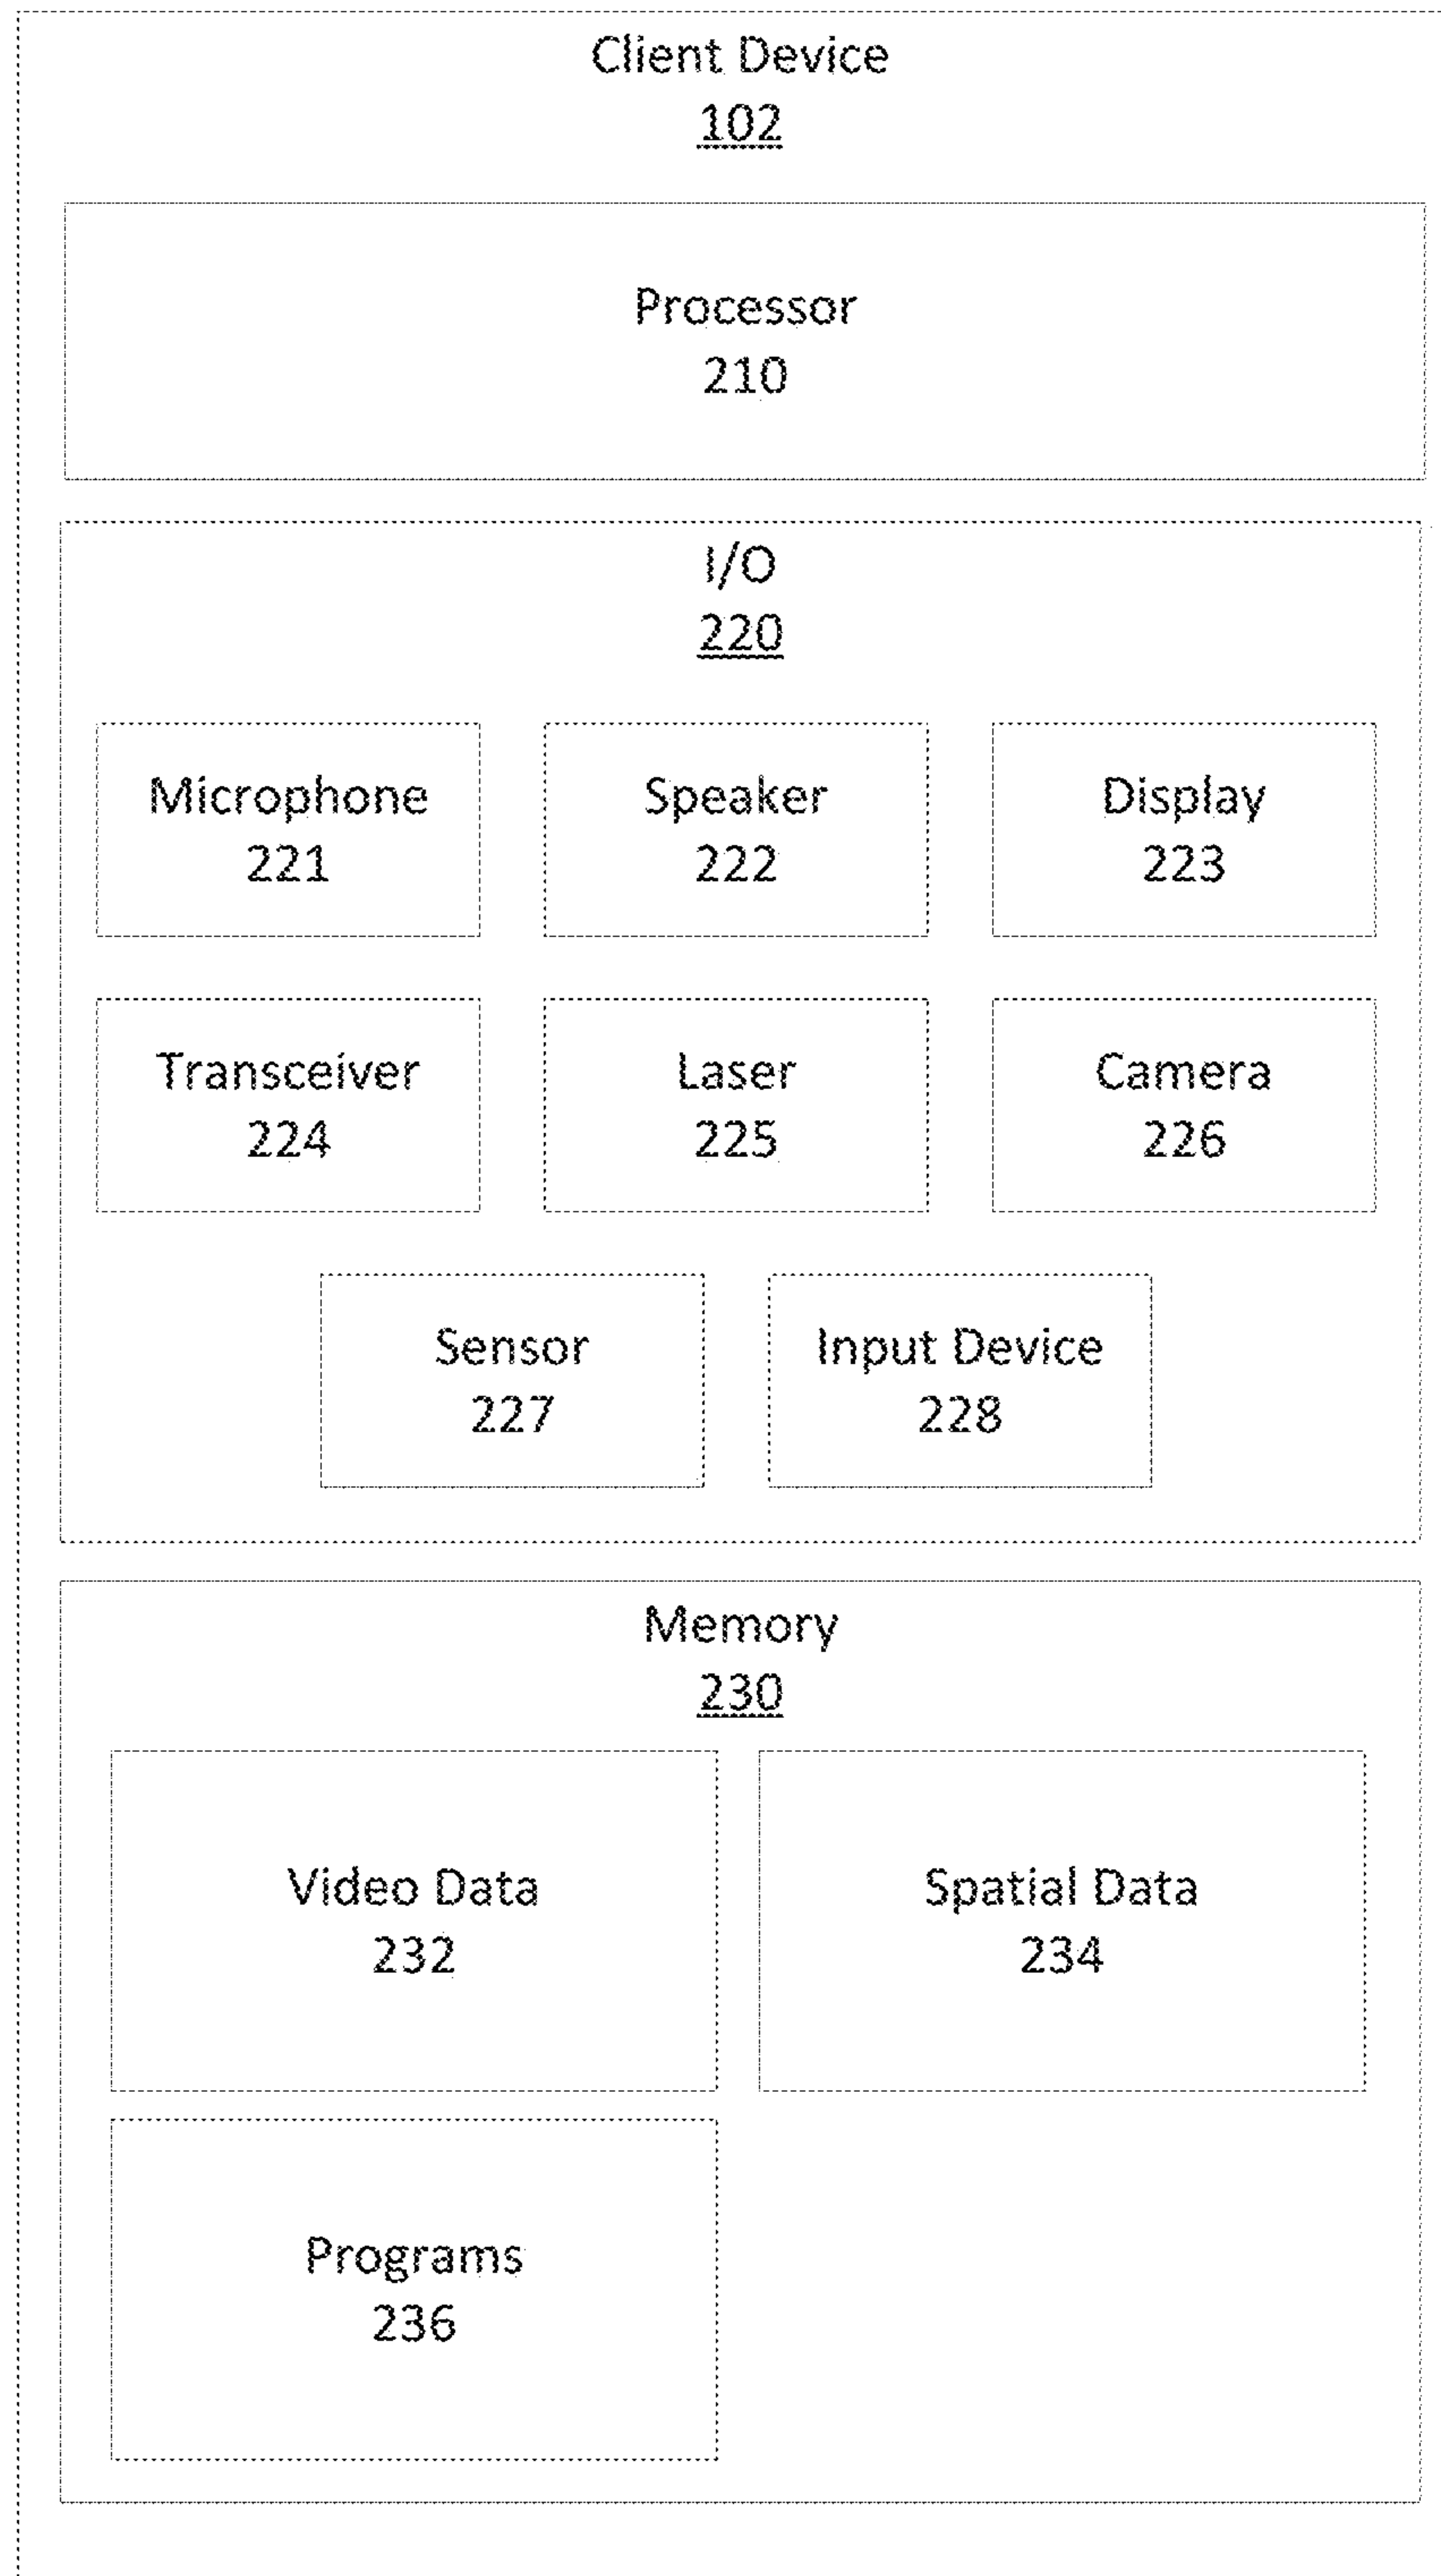 Client Device
102
Processor
210
I/O
220
Microphone
221
Speaker
222
Display
223
Transceiver
224
Laser
225
Camera
226
Sensor
227
Input Device
228
Memory
230
Video Data
232
Spatial Data
234
Programs
236